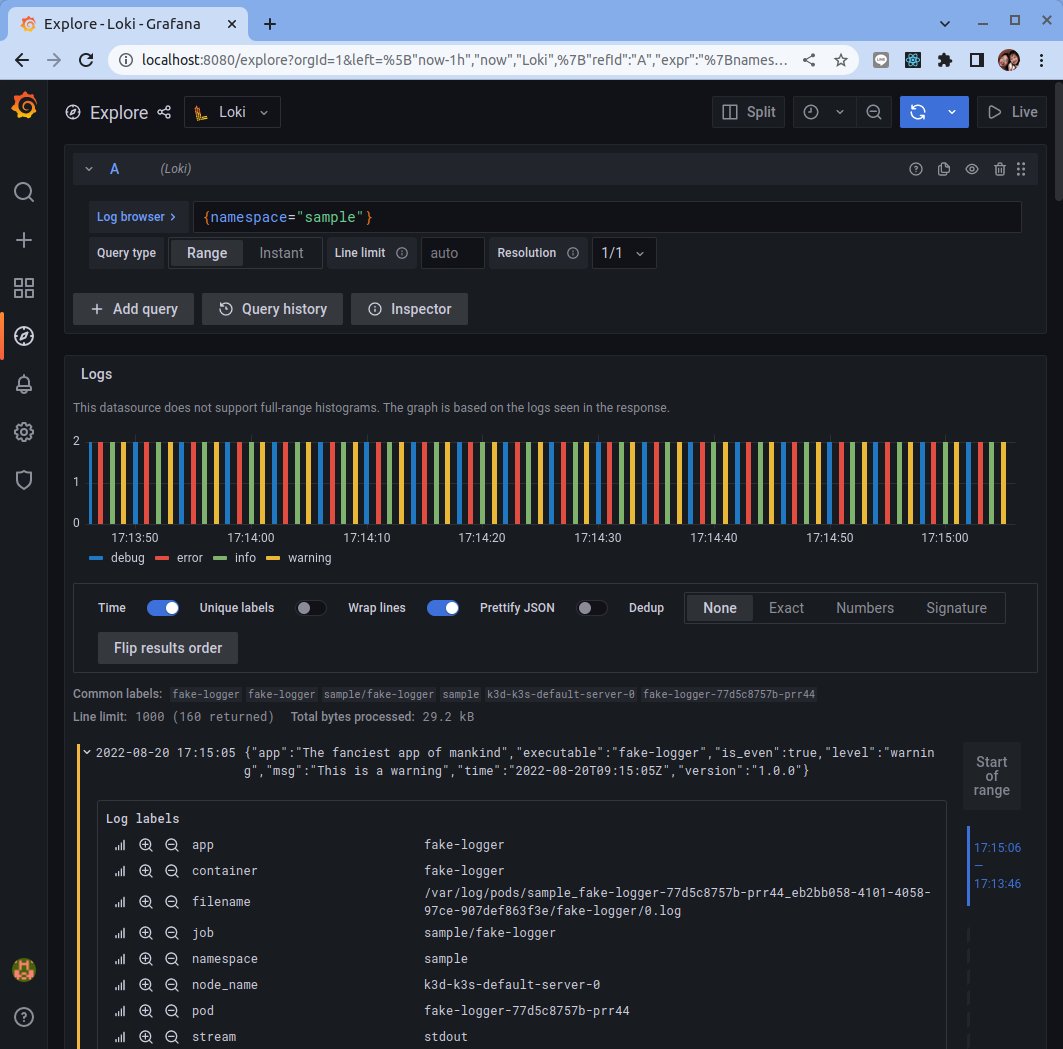 Explore - Loki - Grafana
localhost:8080/explore?orgId=1&left=%5B"now-1h","now","Loki",%7B"refId":"A","expr":"%7Bnames...
Explore
Loki
Split
Live
A (Loki)
Log browser
{namespace="sample"}
Query type
Range
Instant
Line limit
auto
Resolution
1/1
Add query
Query history
Inspector
Logs
This datasource does not support full-range histograms. The graph is based on the logs seen in the response.
2
1
0
17:13:50 17:14:00 17:14:10 17:14:20 17:14:30 17:14:40 17:14:50 17:15:00
debug error info warning
Time Unique labels Wrap lines Prettify JSON Dedup None Exact Numbers Signature
Flip results order
Common labels: fake-logger fake-logger sample/fake-logger sample k3d-k3s-default-server-0 fake-logger-77d5c8757b-prr44
Line limit: 1000 (160 returned) Total bytes processed: 29.2 kB
2022-08-20 17:15:05 {"app":"The fanciest app of mankind","executable":"fake-logger","is_even":true,"level":"warnin
g","msg":"This is a warning","time":"2022-08-20T09:15:05Z","version":"1.0.0"}
Start
of
range
17:15:06
—
17:13:46
Log labels
app fake-logger
container fake-logger
filename /var/log/pods/sample_fake-logger-77d5c8757b-prr44_eb2bb058-4101-4058-
97ce-907def863f3e/fake-logger/0.log
job sample/fake-logger
namespace sample
node_name k3d-k3s-default-server-0
pod fake-logger-77d5c8757b-prr44
stream stdout